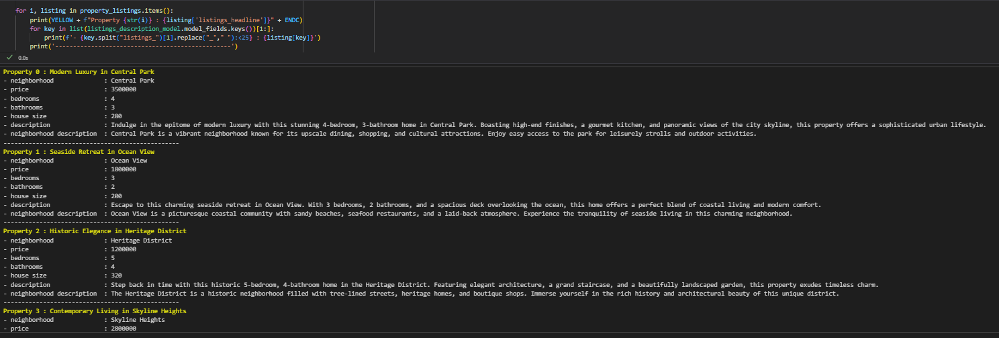 for i, listing in property_listings.items():
    print(YELLOW + f"Property {str(i)} : {listing['listings_headline']}" + ENDC)
    for key in list(listings_description_model.model_fields.keys())[1:]:
        print(f'- {key.split("listings_")[1].replace("_"," "):<25} : {listing[key]}')
    print('-------------------------------------------------')
0.0s
Property 0 : Modern Luxury in Central Park
- neighborhood              : Central Park
- price                     : 3500000
- bedrooms                  : 4
- bathrooms                 : 3
- house size                : 280
- description               : Indulge in the epitome of modern luxury with this stunning 4-bedroom, 3-bathroom home in Central Park. Boasting high-end finishes, a gourmet kitchen, and panoramic views of the city skyline, this property offers a sophisticated urban lifestyle.
- neighborhood description  : Central Park is a vibrant neighborhood known for its upscale dining, shopping, and cultural attractions. Enjoy easy access to the park for leisurely strolls and outdoor activities.
-------------------------------------------------
Property 1 : Seaside Retreat in Ocean View
- neighborhood              : Ocean View
- price                     : 1800000
- bedrooms                  : 3
- bathrooms                 : 2
- house size                : 200
- description               : Escape to this charming seaside retreat in Ocean View. With 3 bedrooms, 2 bathrooms, and a spacious deck overlooking the ocean, this home offers a perfect blend of coastal living and modern comfort.
- neighborhood description  : Ocean View is a picturesque coastal community with sandy beaches, seafood restaurants, and a laid-back atmosphere. Experience the tranquility of seaside living in this charming neighborhood.
-------------------------------------------------
Property 2 : Historic Elegance in Heritage District
- neighborhood              : Heritage District
- price                     : 1200000
- bedrooms                  : 5
- bathrooms                 : 4
- house size                : 320
- description               : Step back in time with this historic 5-bedroom, 4-bathroom home in the Heritage District. Featuring elegant architecture, a grand staircase, and a beautifully landscaped garden, this property exudes timeless charm.
- neighborhood description  : The Heritage District is a historic neighborhood filled with tree-lined streets, heritage homes, and boutique shops. Immerse yourself in the rich history and architectural beauty of this unique district.
-------------------------------------------------
Property 3 : Contemporary Living in Skyline Heights
- neighborhood              : Skyline Heights
- price                     : 2800000